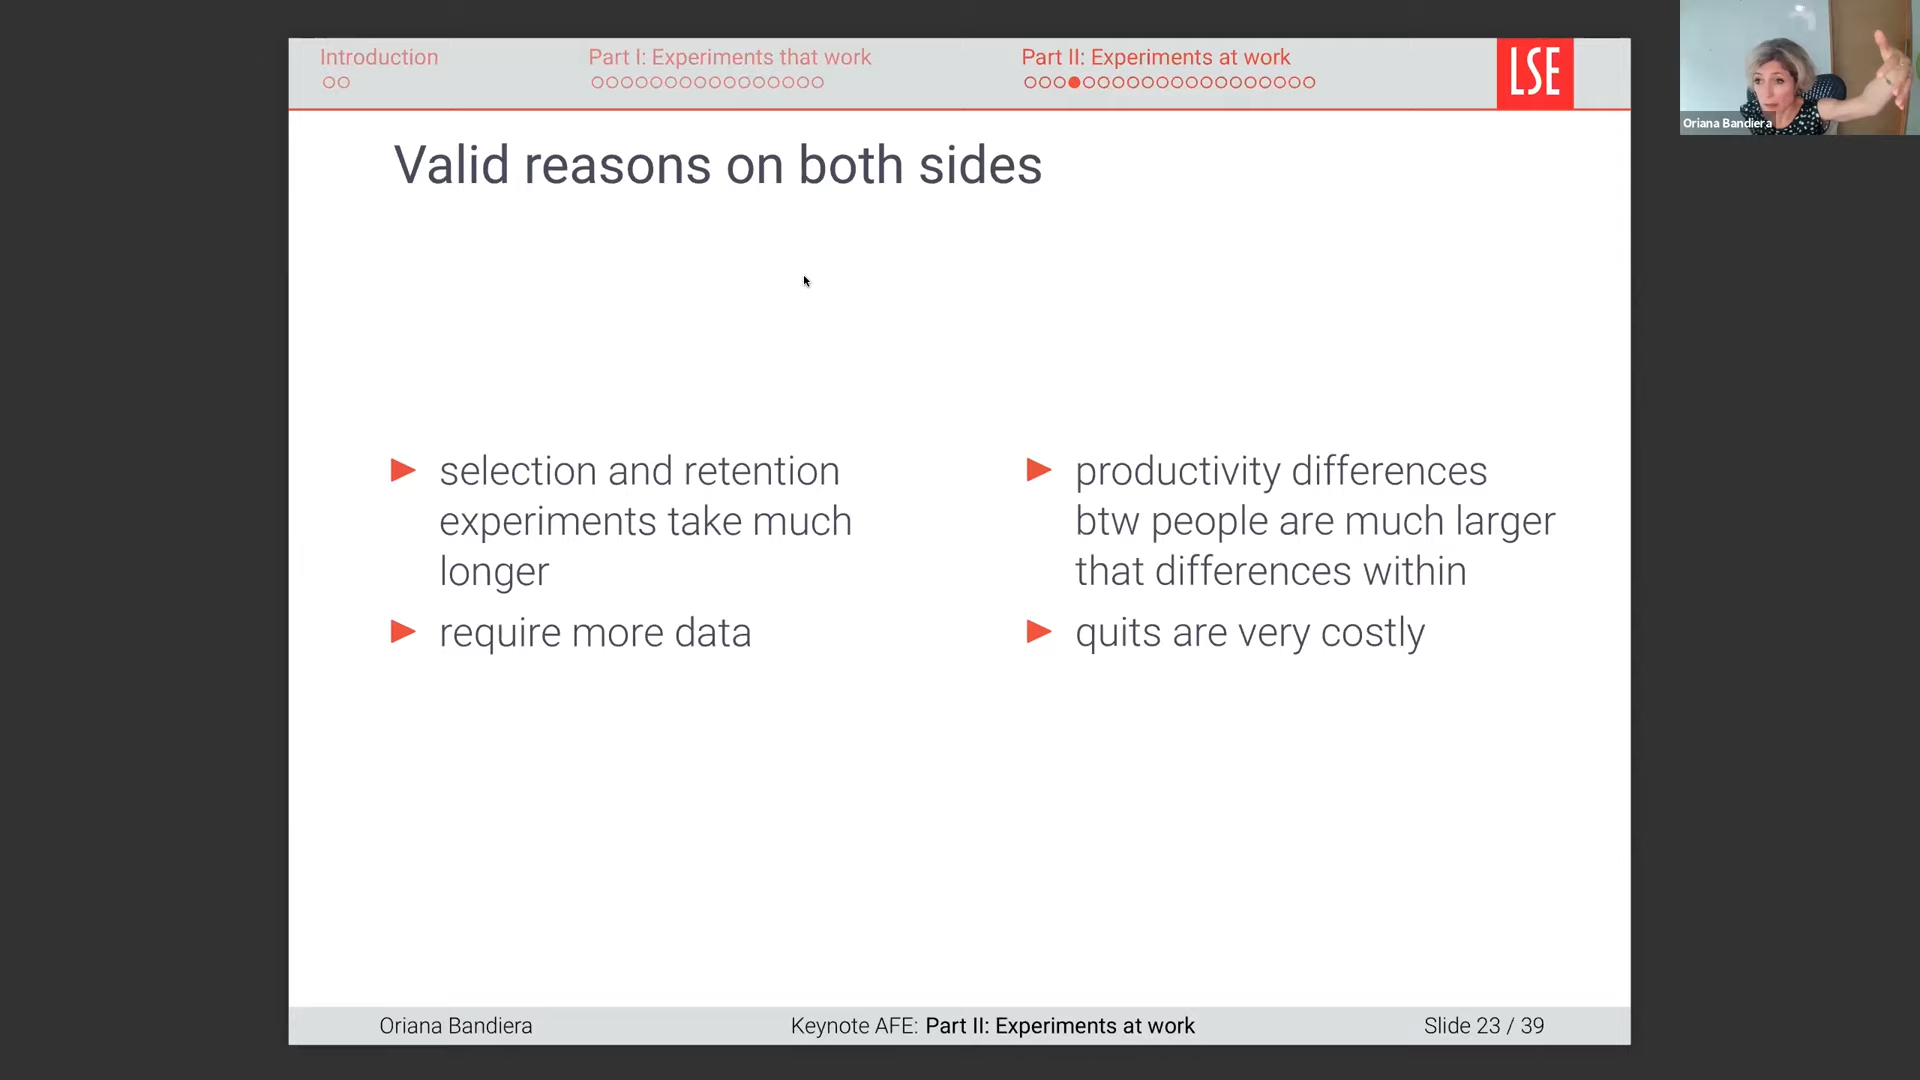 Introduction
Part I: Experiments that work
Part II: Experiments at work
LSE
Oriana Bandiera
Valid reasons on both sides
selection and retention
experiments take much
longer
require more data
productivity differences
btw people are much larger
that differences within
quits are very costly
Oriana Bandiera
Keynote AFE: Part II: Experiments at work
Slide 23 / 39